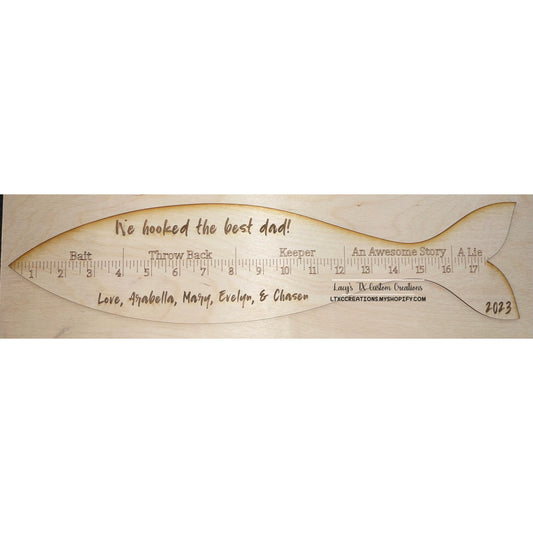 We hooked the best dad!
Bait Throw Back Keeper An Awesome Story A Lie
1 2 3 4 5 6 7 8 9 10 11 12 13 14 15 16 17
Love, Arabella, Mary, Evelyn, & Chasen
Lacy's TX Custom Creations
LTXCCREATIONS.MYSHOPIFY.COM
2023